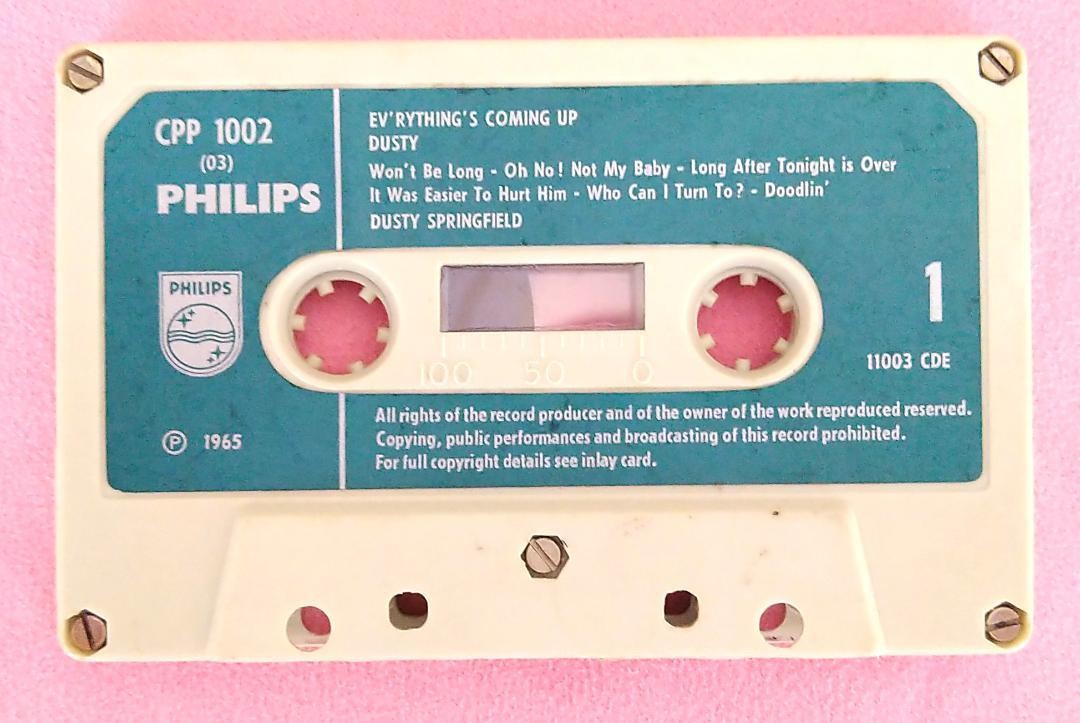 CPP 1002
(03)
PHILIPS
EV'RYTHING'S COMING UP
DUSTY
Won't Be Long - Oh No! Not My Baby - Long After Tonight is Over
It Was Easier To Hurt Him - Who Can I Turn To? - Doodlin'
DUSTY SPRINGFIELD
PHILIPS
1
11003 CDE
100 50 0
All rights of the record producer and of the owner of the work reproduced reserved.
Copying, public performances and broadcasting of this record prohibited.
For full copyright details see inlay card.
Ⓟ 1965